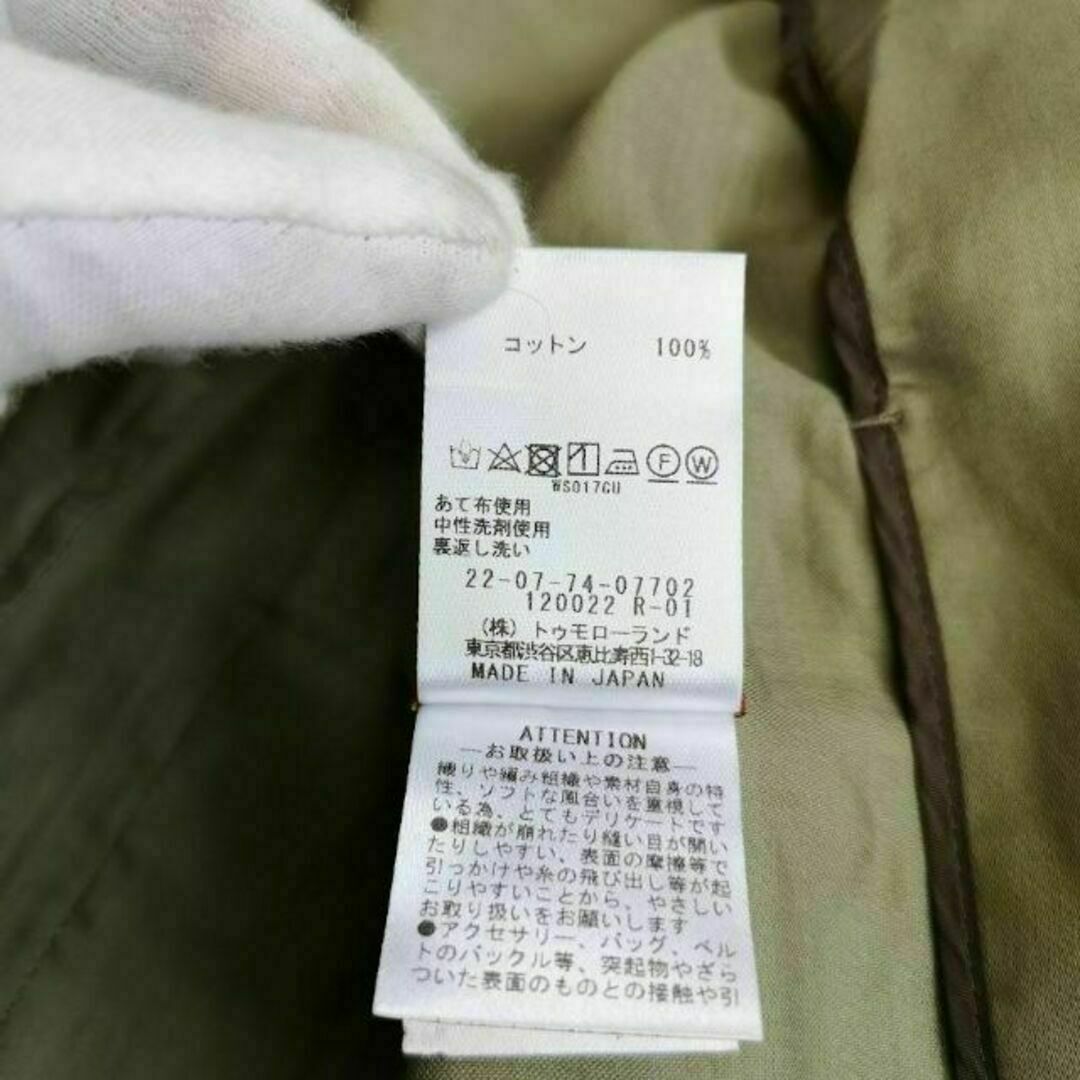 コットン 100%
F W
WS017CU
あて布使用
中性洗剤使用
裏返し洗い
22-07-74-07702
120022 R-01
(株) トゥモローランド
東京都渋谷区恵比寿西1-32-18
MADE IN JAPAN
ATTENTION
―お取扱い上の注意―
織りや編み組織や素材自身の特
性、ソフトな風合いを重視して
いる為、とてもデリケートです
●組織が崩れたり縫い目が開い
たりしやすい、表面の摩擦等で
引っかけや糸の飛び出し等が起
こりやすいことから、やさしい
お取り扱いをお願いします
●アクセサリー、バッグ、ベル
トのバックル等、突起物やざら
ついた表面のものとの接触や引